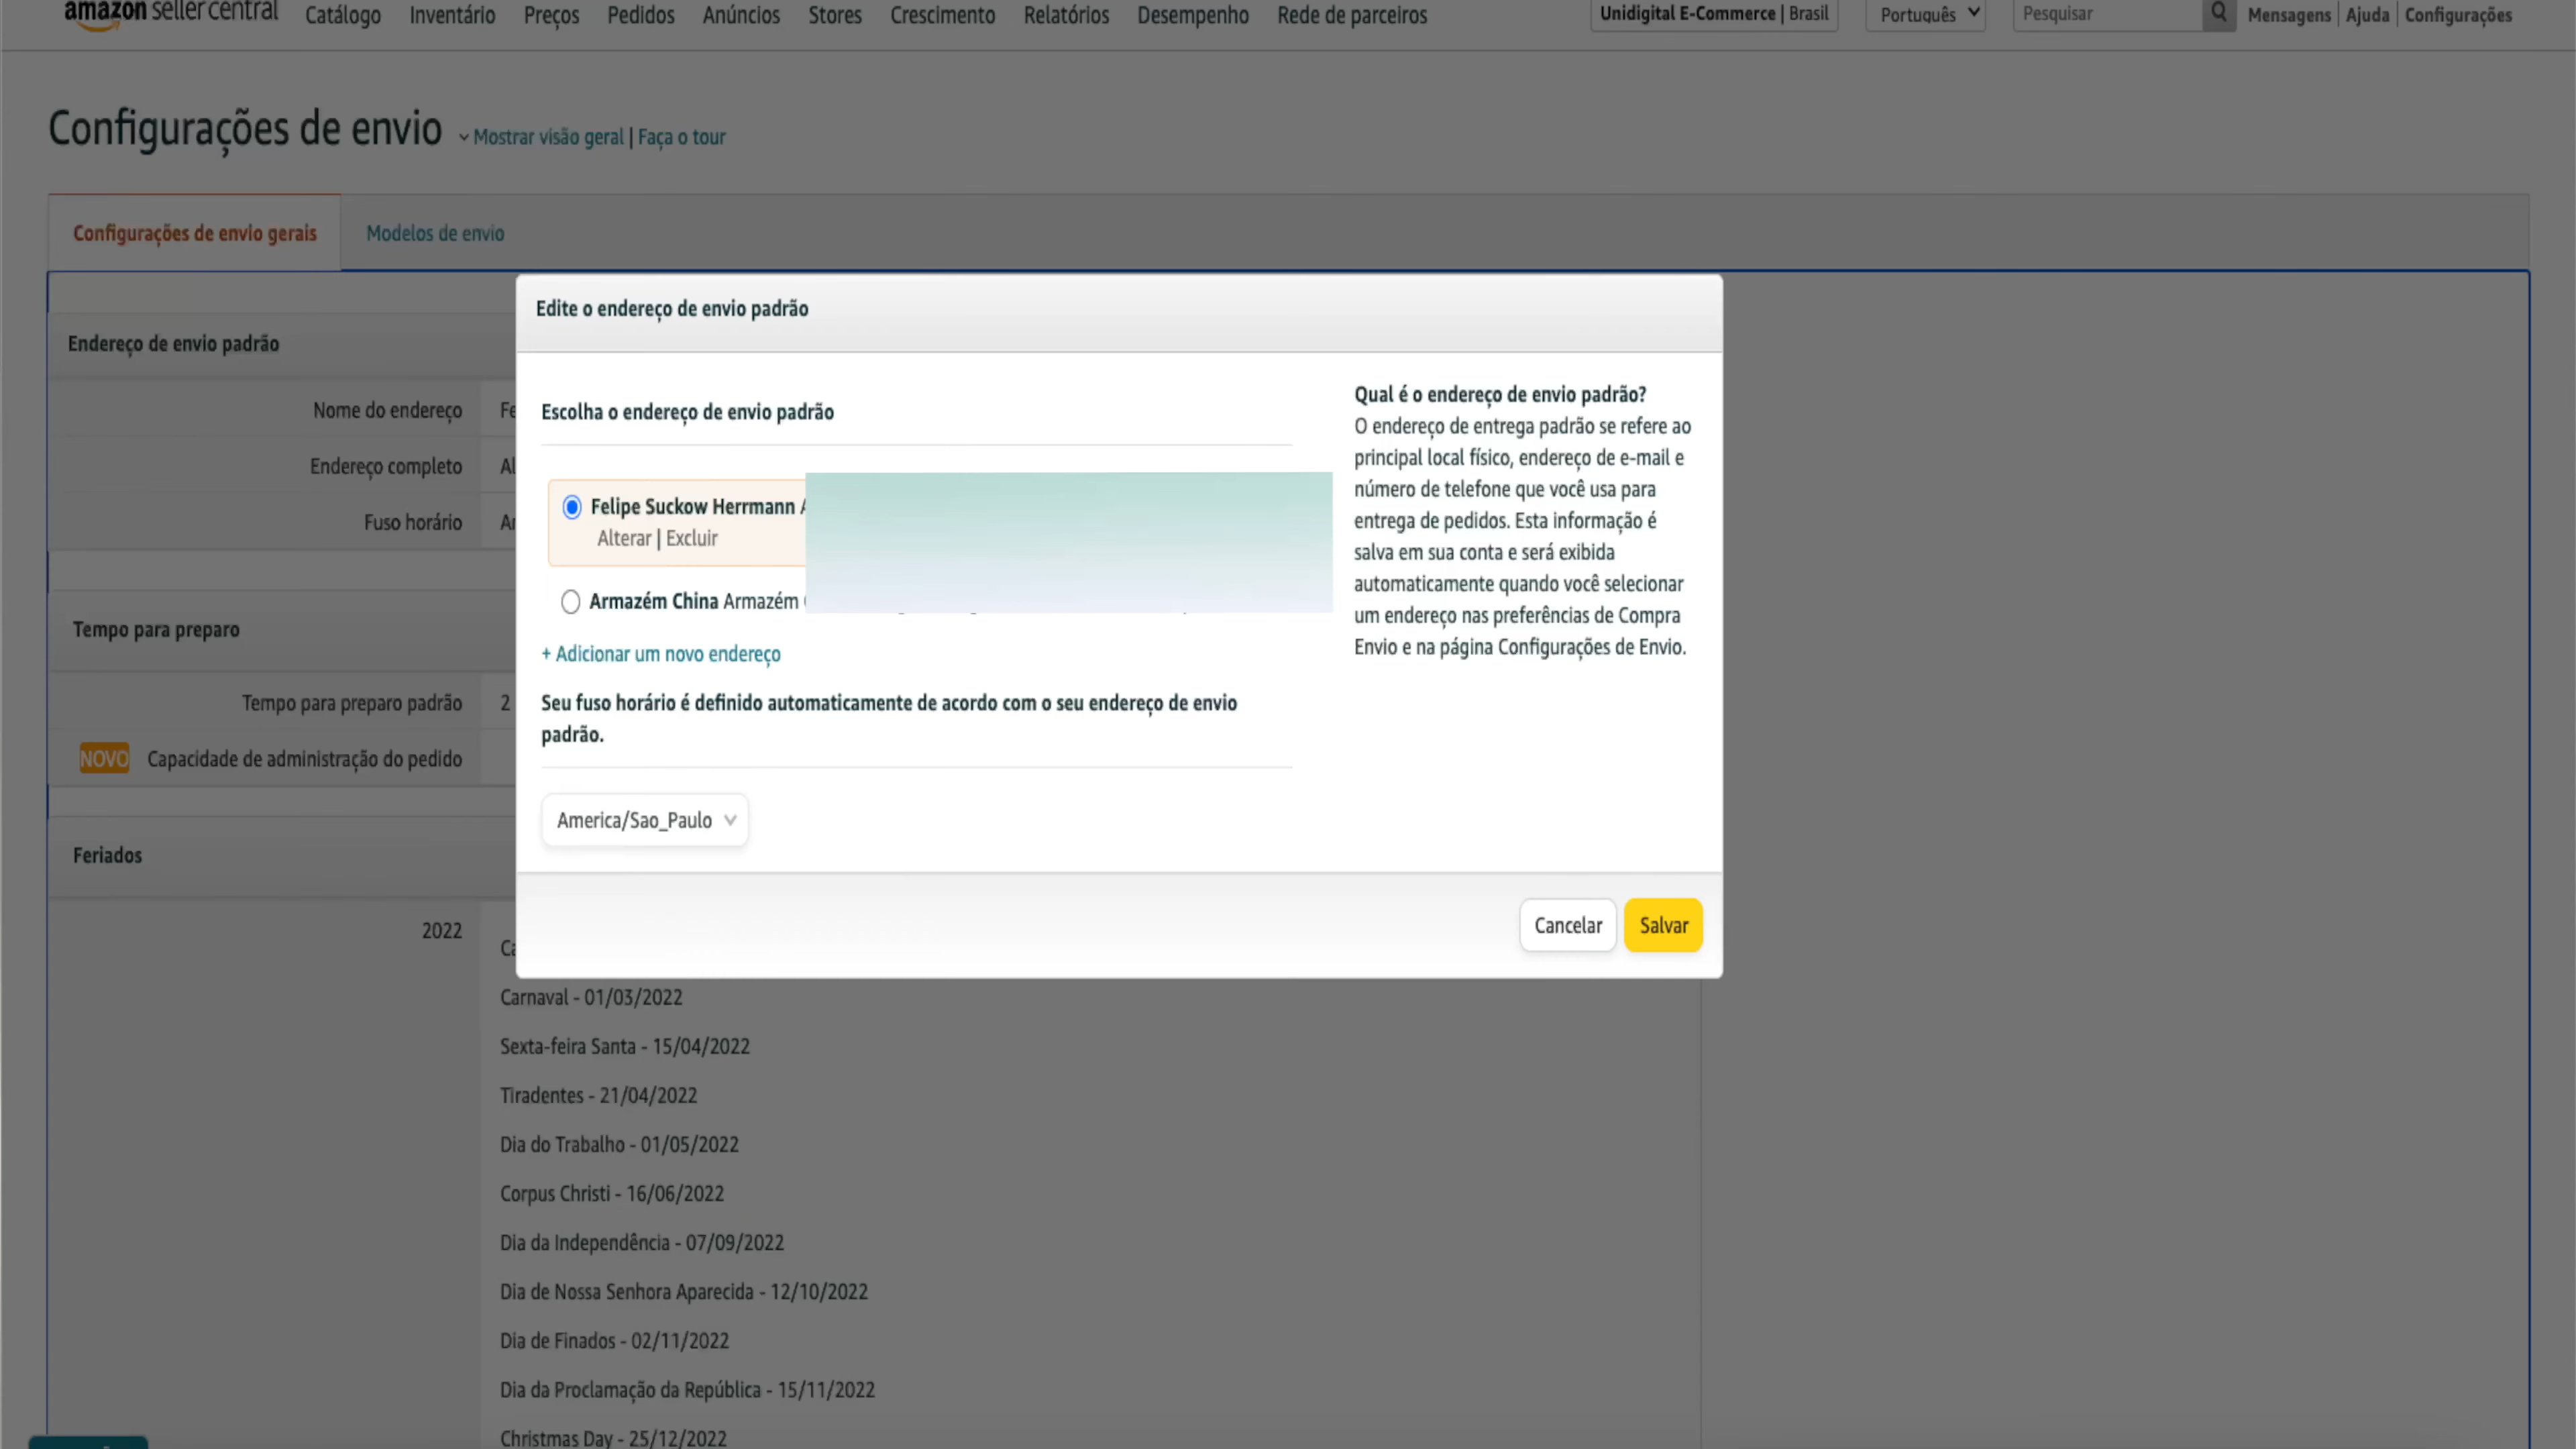 amazon seller central Catálogo Inventário Preços Pedidos Anúncios Stores Crescimento Relatórios Desempenho Rede de parceiros Unidigital E-Commerce | Brasil Português Pesquisar Mensagens | Ajuda | Configurações
Configurações de envio Mostrar visão geral | Faça o tour
Configurações de envio gerais Modelos de envio
Edite o endereço de envio padrão
Endereço de envio padrão
Nome do endereço
Endereço completo
Fuso horário
Escolha o endereço de envio padrão
Felipe Suckow Herrmann
Alterar | Excluir
Armazém China Armazém
+ Adicionar um novo endereço
Seu fuso horário é definido automaticamente de acordo com o seu endereço de envio
padrão.
America/Sao_Paulo
Qual é o endereço de envio padrão?
O endereço de entrega padrão se refere ao
principal local físico, endereço de e-mail e
número de telefone que você usa para
entrega de pedidos. Esta informação é
salva em sua conta e será exibida
automaticamente quando você selecionar
um endereço nas preferências de Compra
Envio e na página Configurações de Envio.
Cancelar Salvar
Tempo para preparo
Tempo para preparo padrão 2
NOVO Capacidade de administração do pedido
Feriados
2022
Carnaval - 01/03/2022
Sexta-feira Santa - 15/04/2022
Tiradentes - 21/04/2022
Dia do Trabalho - 01/05/2022
Corpus Christi - 16/06/2022
Dia da Independência - 07/09/2022
Dia de Nossa Senhora Aparecida - 12/10/2022
Dia de Finados - 02/11/2022
Dia da Proclamação da República - 15/11/2022
Christmas Day - 25/12/2022